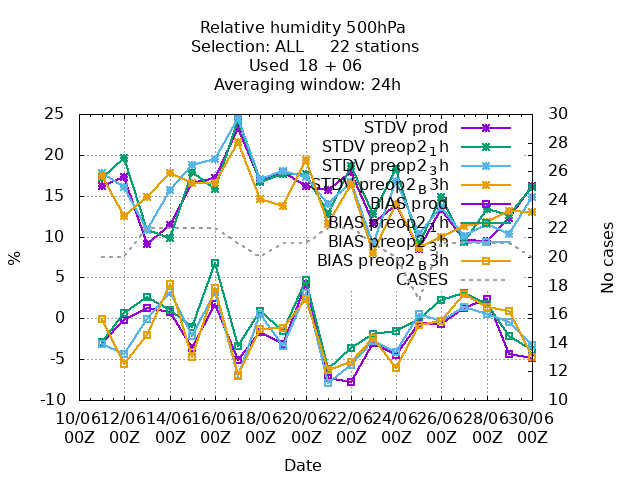 Relative humidity 500hPa
Selection: ALL     22 stations
Used  18 + 06
Averaging window: 24h
25
20
15
10
5
0
-5
-10
%
30
28
26
24
22
20
18
16
14
12
10
No cases
STDV prod
STDV preop2_1h
STDV preop2_3h
STDV preop2_B3h
BIAS prod
BIAS preop2_1h
BIAS preop2_3h
BIAS preop2_B3h
CASES
10/06 12/06 14/06 16/06 18/06 20/06 22/06 24/06 26/06 28/06 30/06
00Z 00Z 00Z 00Z 00Z 00Z 00Z 00Z 00Z 00Z 00Z
Date